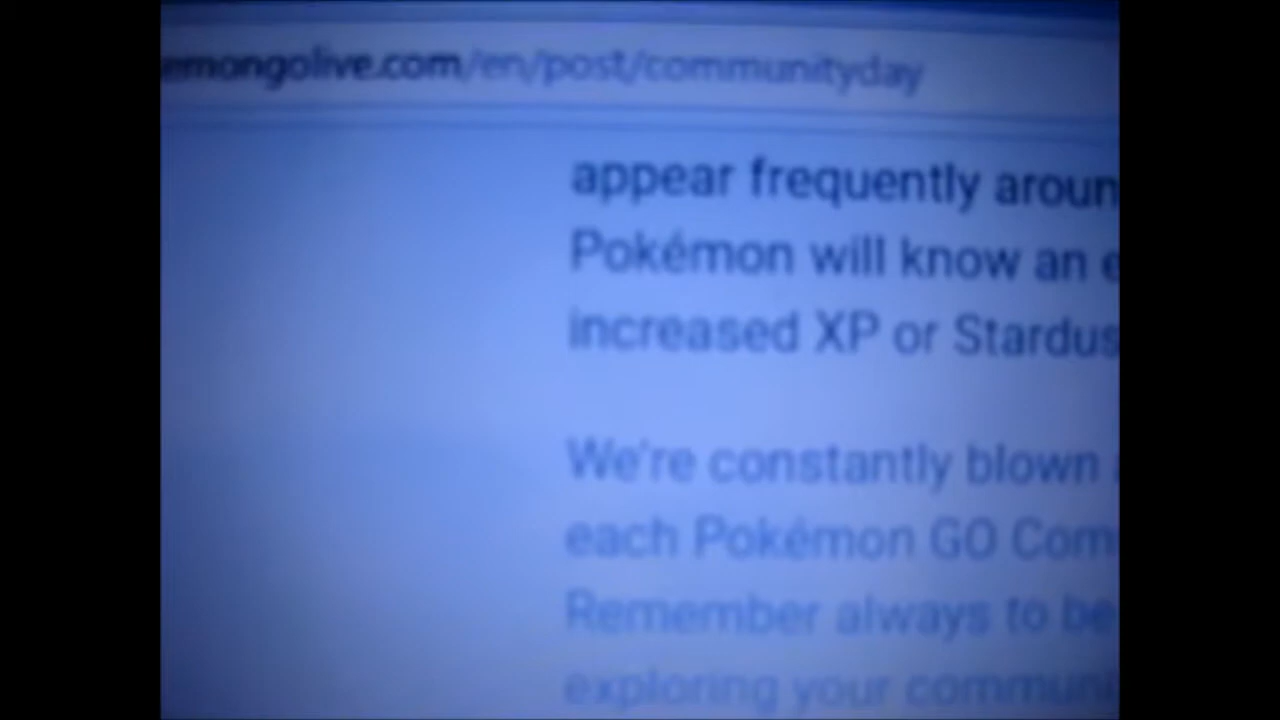 emongolive.com/en/post/communityday
appear frequently aroun
Pokémon will know an e
increased XP or Stardus
We're constantly blown
each Pokémon GO Com
Remember always to be
exploring your communi